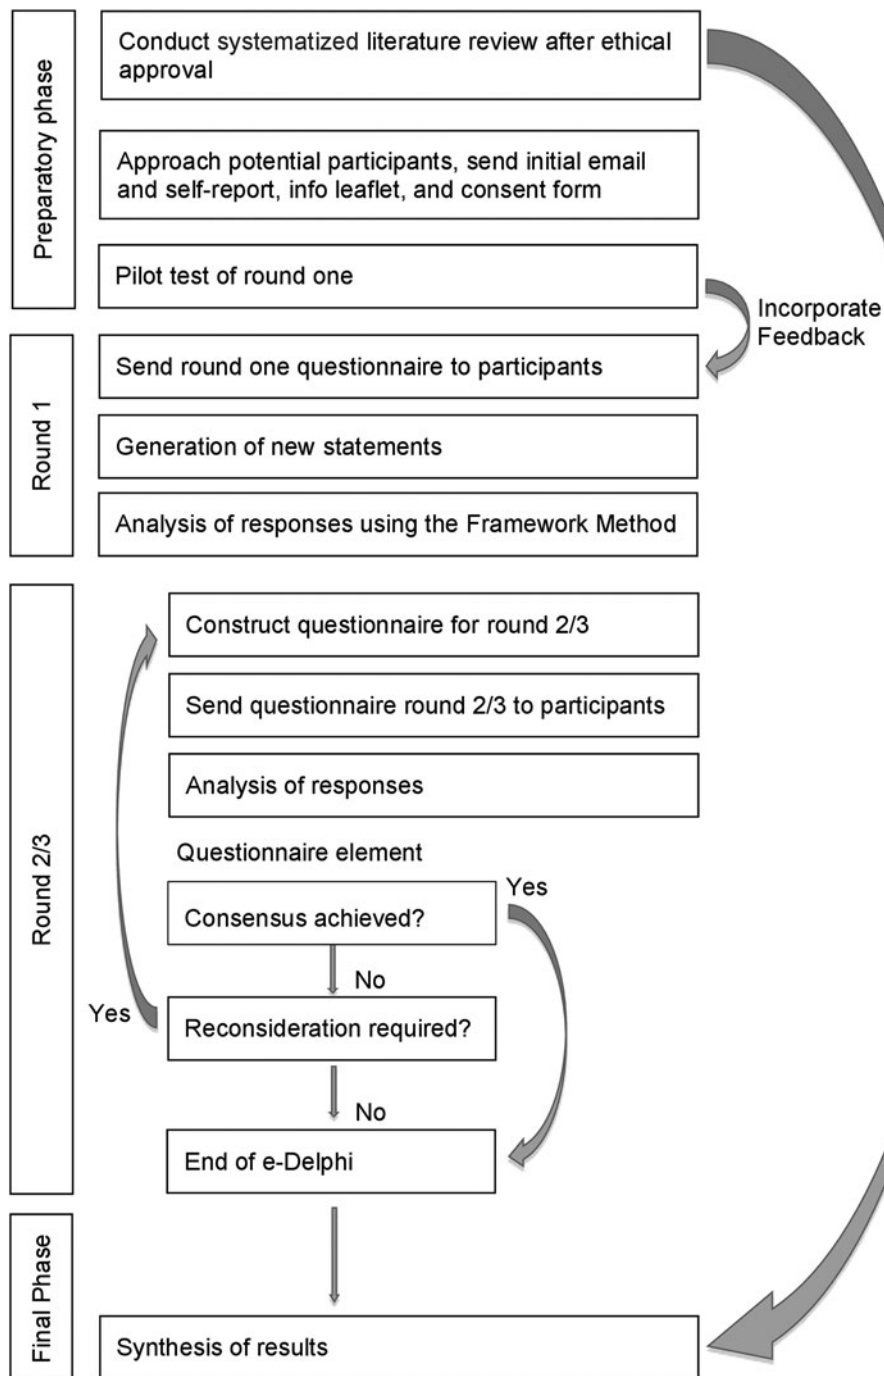 Preparatory phase
Conduct systematized literature review after ethical
approval
Approach potential participants, send initial email
and self-report, info leaflet, and consent form
Pilot test of round one
Incorporate
Feedback
Round 1
Send round one questionnaire to participants
Generation of new statements
Analysis of responses using the Framework Method
Round 2/3
Construct questionnaire for round 2/3
Send questionnaire round 2/3 to participants
Analysis of responses
Questionnaire element
Consensus achieved?
Yes
No
Yes
Reconsideration required?
No
End of e-Delphi
Final Phase
Synthesis of results